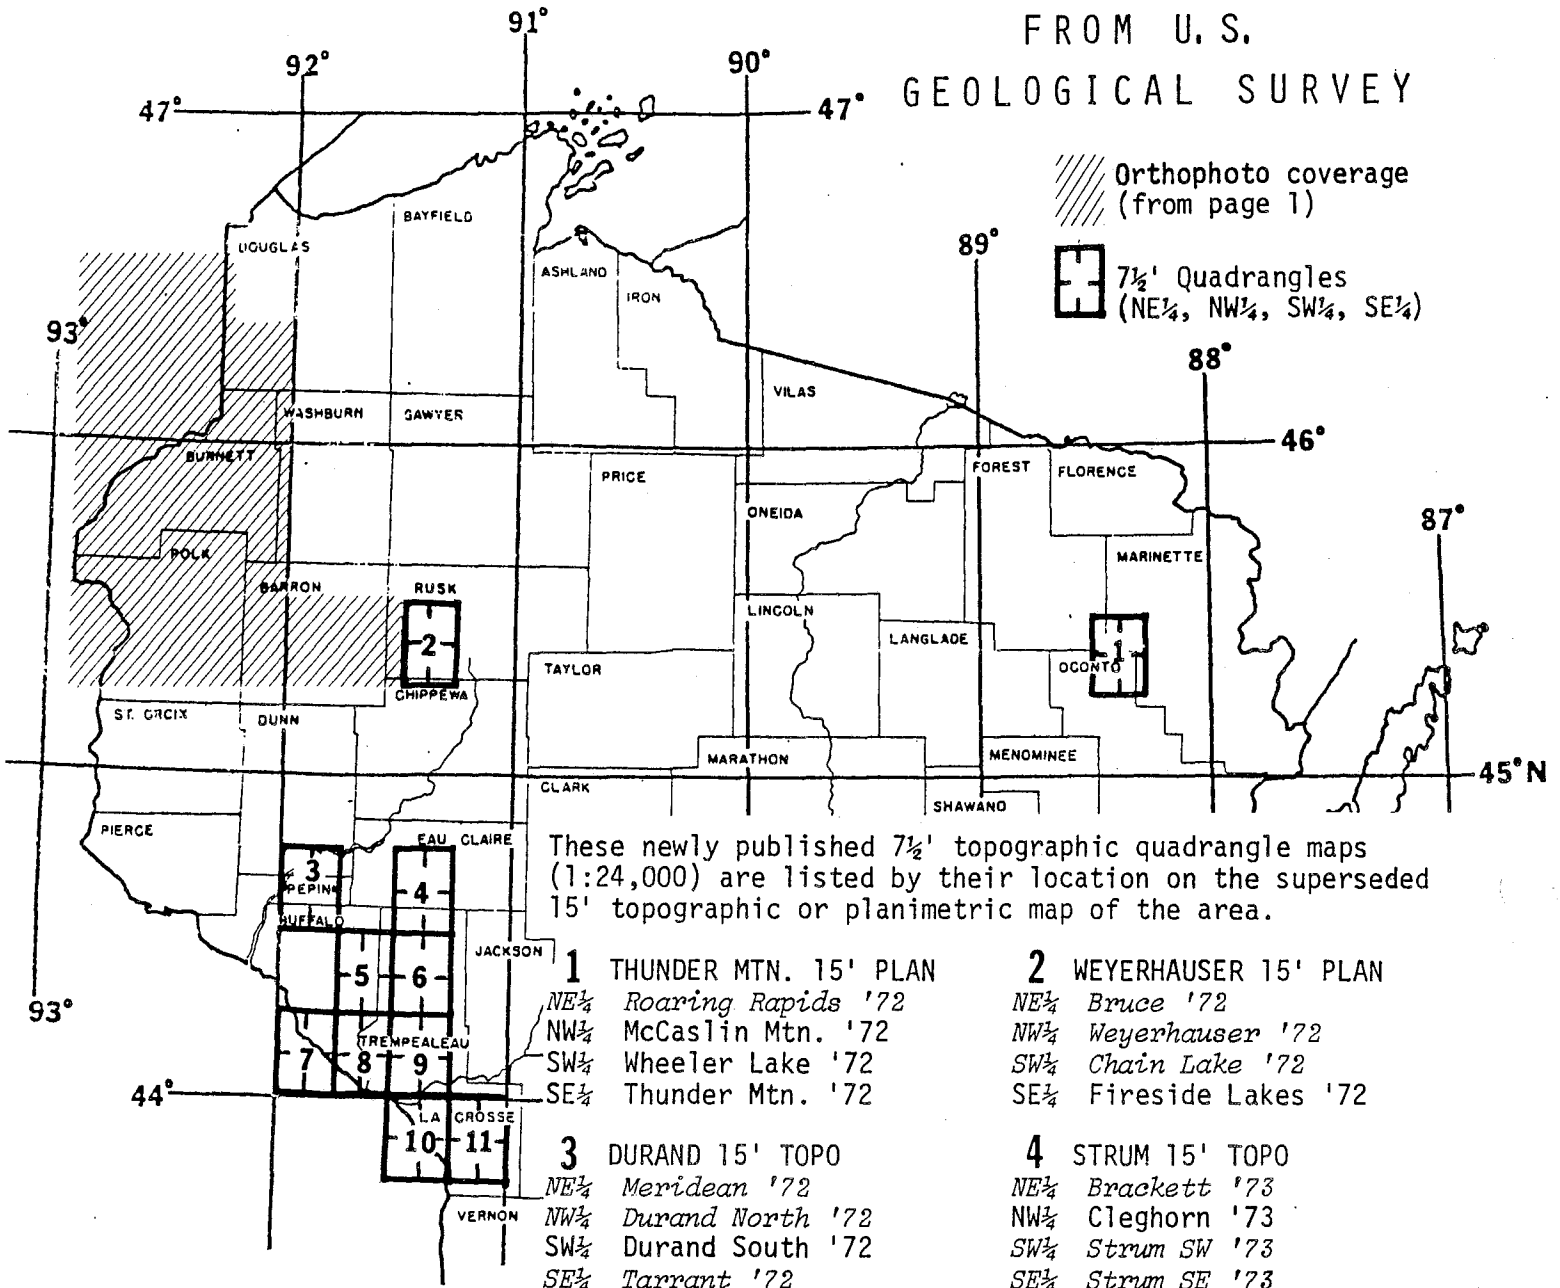 FROM U.S.
GEOLOGICAL SURVEY
91°
92°
90°
47°
47°
Orthophoto coverage
(from page 1)
BAYFIELD
DOUGLAS
89°
ASHLAND
7½' Quadrangles
(NE¼, NW¼, SW¼, SE¼)
IRON
93°
88°
VILAS
WASHBURN
SAWYER
46°
BURNETT
PRICE
FOREST
FLORENCE
ONEIDA
87°
POLK
MARINETTE
BARRON
RUSK
LINCOLN
LANGLADE
2
1
OCONTO
TAYLOR
CHIPPEWA
ST. CROIX
DUNN
MARATHON
MENOMINEE
45°N
CLARK
SHAWANO
PIERCE
EAU CLAIRE
3
PEPIN
4
BUFFALO
These newly published 7½' topographic quadrangle maps
(1:24,000) are listed by their location on the superseded
15' topographic or planimetric map of the area.
JACKSON
5
6
TREMPEALEAU
7
8
9
93°
44°
LA CROSSE
10
11
VERNON
1 THUNDER MTN. 15' PLAN
NE¼ Roaring Rapids '72
NW¼ McCaslin Mtn. '72
SW¼ Wheeler Lake '72
SE¼ Thunder Mtn. '72
2 WEYERHAUSER 15' PLAN
NE¼ Bruce '72
NW¼ Weyerhauser '72
SW¼ Chain Lake '72
SE¼ Fireside Lakes '72
3 DURAND 15' TOPO
NE¼ Meridean '72
NW¼ Durand North '72
SW¼ Durand South '72
SE¼ Tarrant '72
4 STRUM 15' TOPO
NE¼ Brackett '73
NW¼ Cleghorn '73
SW¼ Strum SW '73
SE¼ Strum SE '73